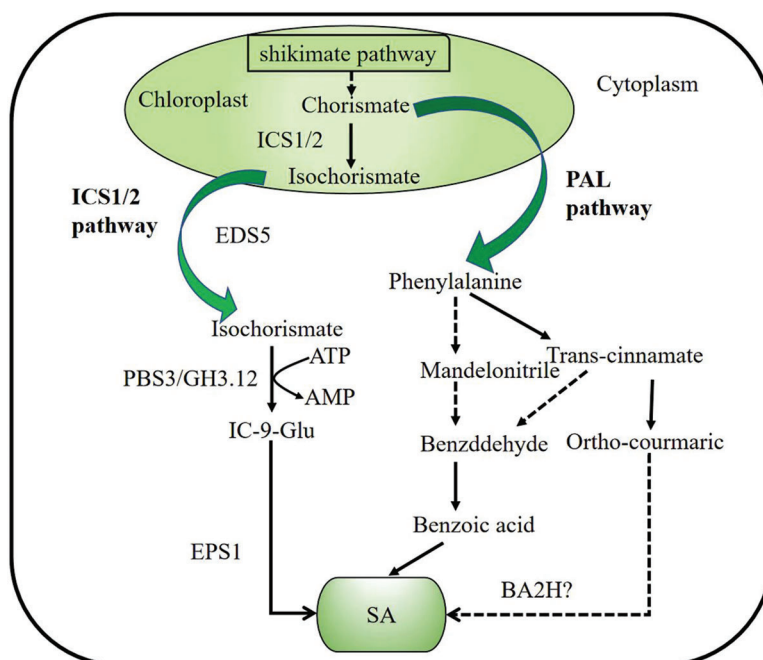 shikimate pathway
Cytoplasm
Chloroplast
Chorismate
ICS1/2
Isochorismate
ICS1/2
pathway
PAL
pathway
EDS5
Phenylalanine
Isochorismate
ATP
Trans-cinnamate
PBS3/GH3.12
Mandelonitrile
AMP
IC-9-Glu
Benzddehyde
Ortho-courmaric
Benzoic acid
EPS1
BA2H?
SA